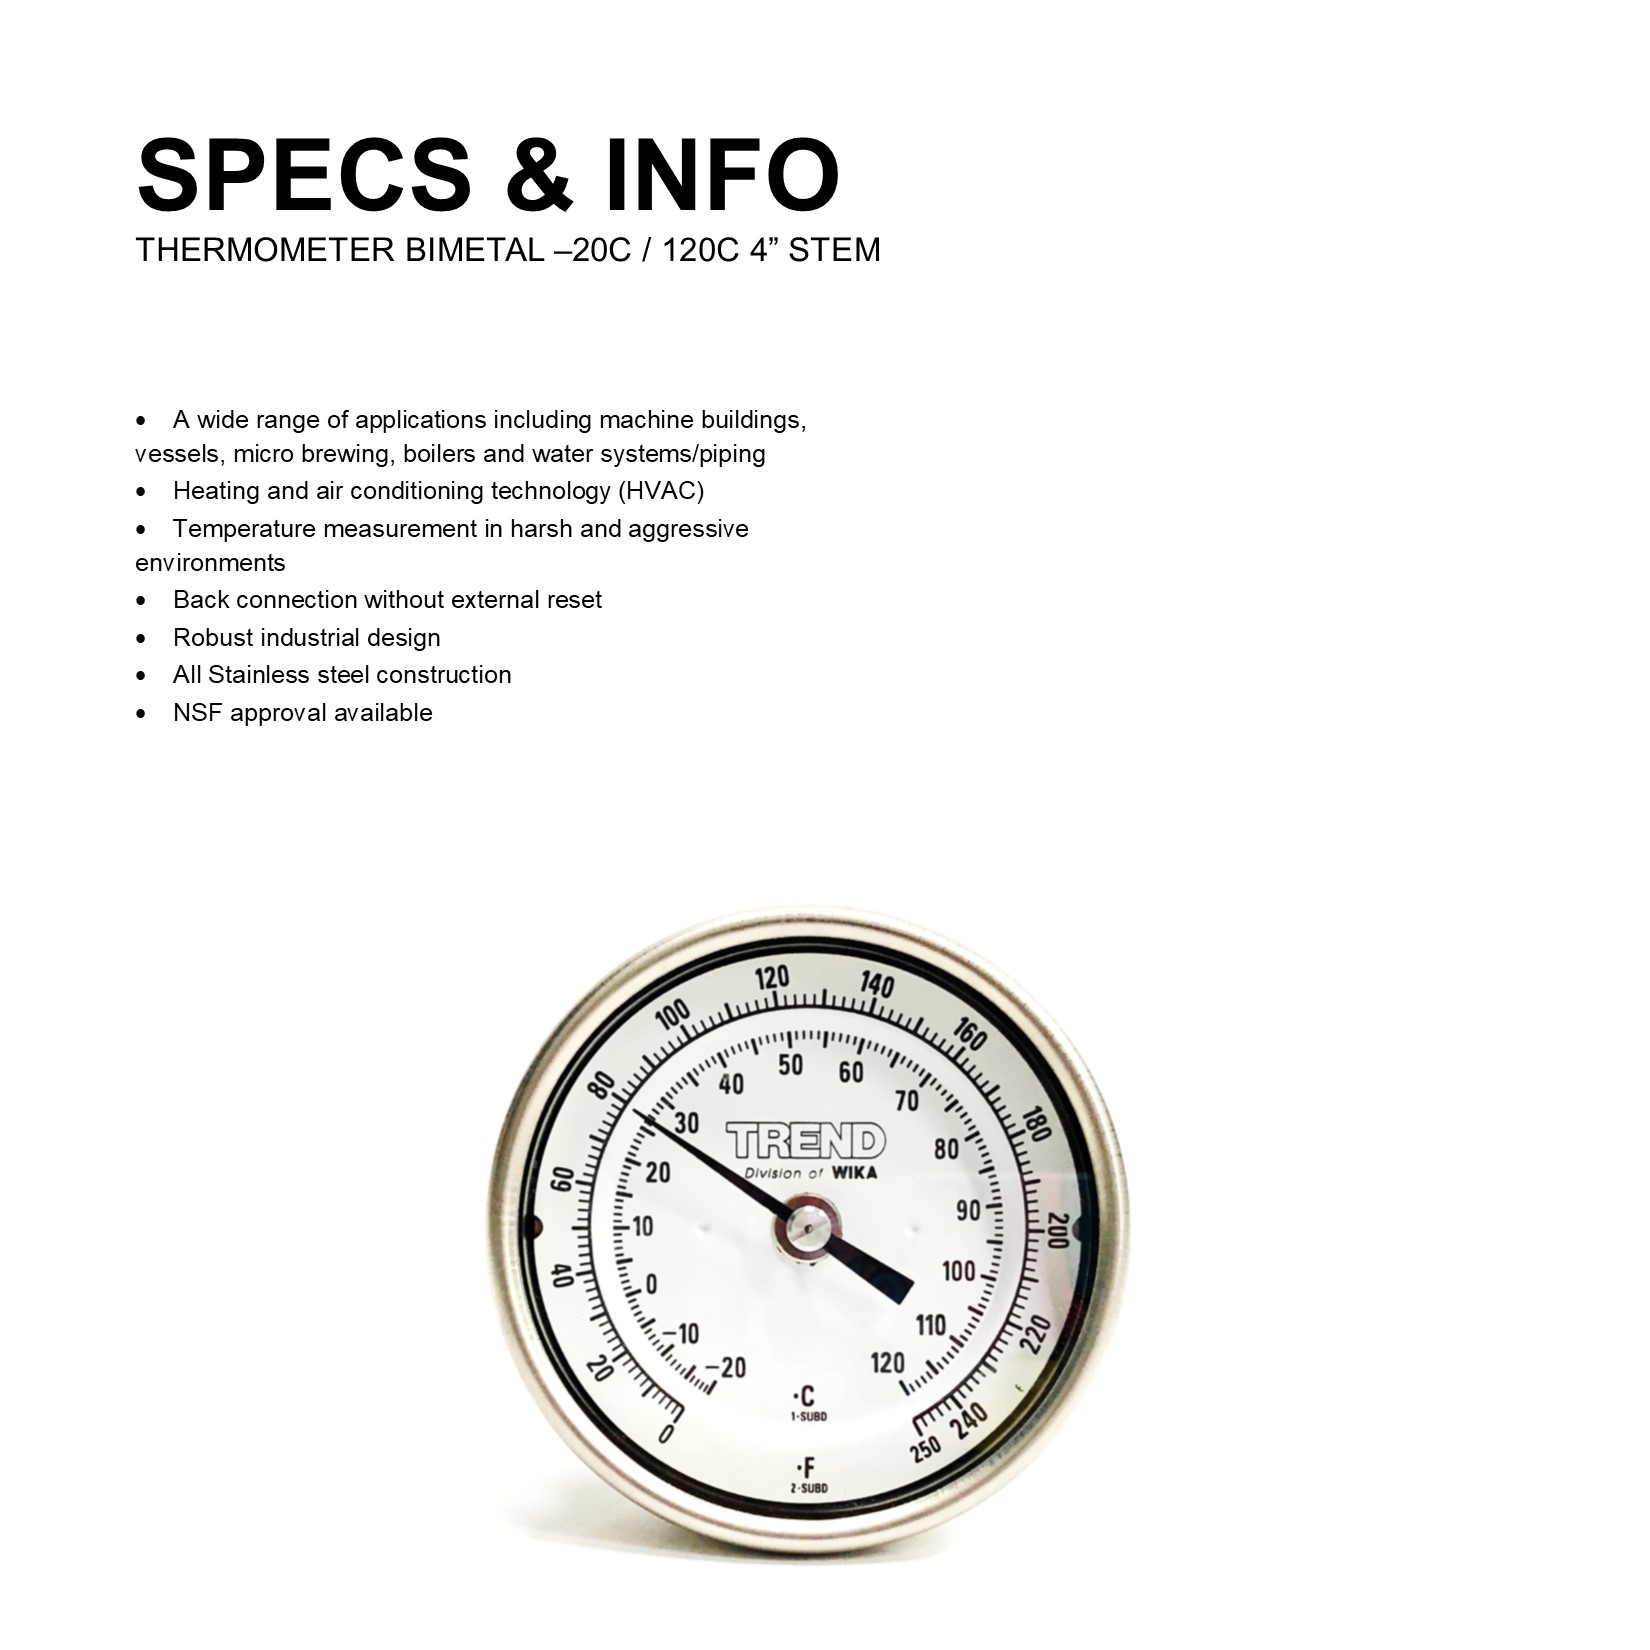 SPECS & INFO
THERMOMETER BIMETAL –20C / 120C 4” STEM
• A wide range of applications including machine buildings,
vessels, micro brewing, boilers and water systems/piping
• Heating and air conditioning technology (HVAC)
• Temperature measurement in harsh and aggressive
environments
• Back connection without external reset
• Robust industrial design
• All Stainless steel construction
• NSF approval available
0
20
40
60
80
100
120
140
160
180
200
220
240
250
–20
–10
0
10
20
30
40
50
60
70
80
90
100
110
120
TREND
Division of WIKA
·C
1-SUBD
·F
2-SUBD